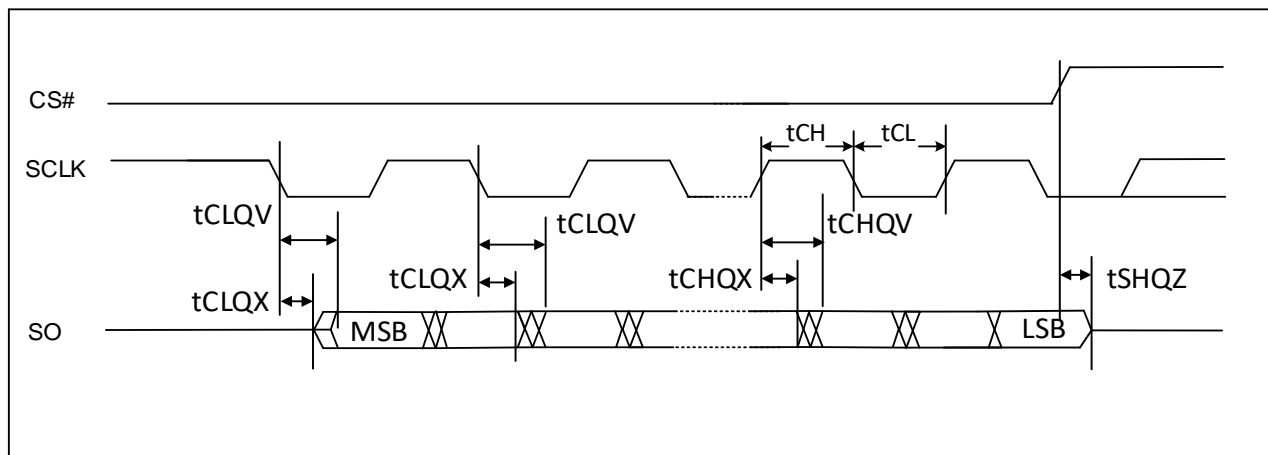 CS#
tCH
tCL
SCLK
tCLQV
tCLQV
tCHQV
tCLQX
tCLQX
tCHQX
tSHQZ
SO
MSB
LSB